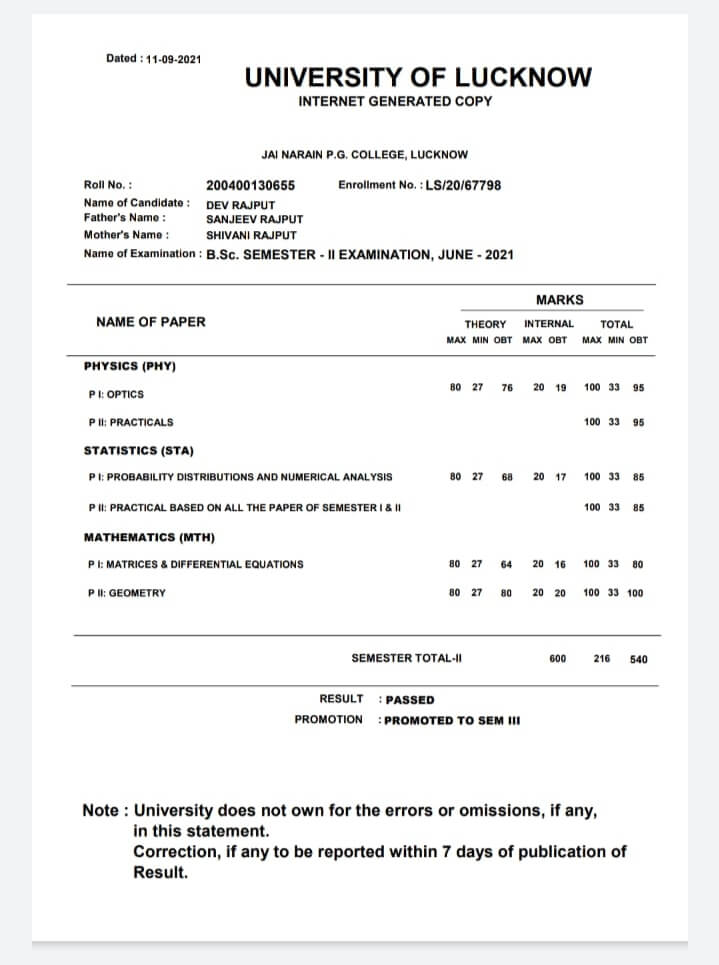 Dated : 11-09-2021
UNIVERSITY OF LUCKNOW
INTERNET GENERATED COPY
JAI NARAIN P.G. COLLEGE, LUCKNOW
Roll No. : 200400130655 Enrollment No. : LS/20/67798
Name of Candidate : DEV RAJPUT
Father's Name : SANJEEV RAJPUT
Mother's Name : SHIVANI RAJPUT
Name of Examination : B.Sc. SEMESTER - II EXAMINATION, JUNE - 2021
MARKS
NAME OF PAPER THEORY INTERNAL TOTAL
MAX MIN OBT MAX OBT MAX MIN OBT
PHYSICS (PHY)
P I: OPTICS 80 27 76 20 19 100 33 95
P II: PRACTICALS 100 33 95
STATISTICS (STA)
P I: PROBABILITY DISTRIBUTIONS AND NUMERICAL ANALYSIS 80 27 68 20 17 100 33 85
P II: PRACTICAL BASED ON ALL THE PAPER OF SEMESTER I & II 100 33 85
MATHEMATICS (MTH)
P I: MATRICES & DIFFERENTIAL EQUATIONS 80 27 64 20 16 100 33 80
P II: GEOMETRY 80 27 80 20 20 100 33 100
SEMESTER TOTAL-II 600 216 540
RESULT : PASSED
PROMOTION : PROMOTED TO SEM III
Note : University does not own for the errors or omissions, if any,
in this statement.
Correction, if any to be reported within 7 days of publication of
Result.